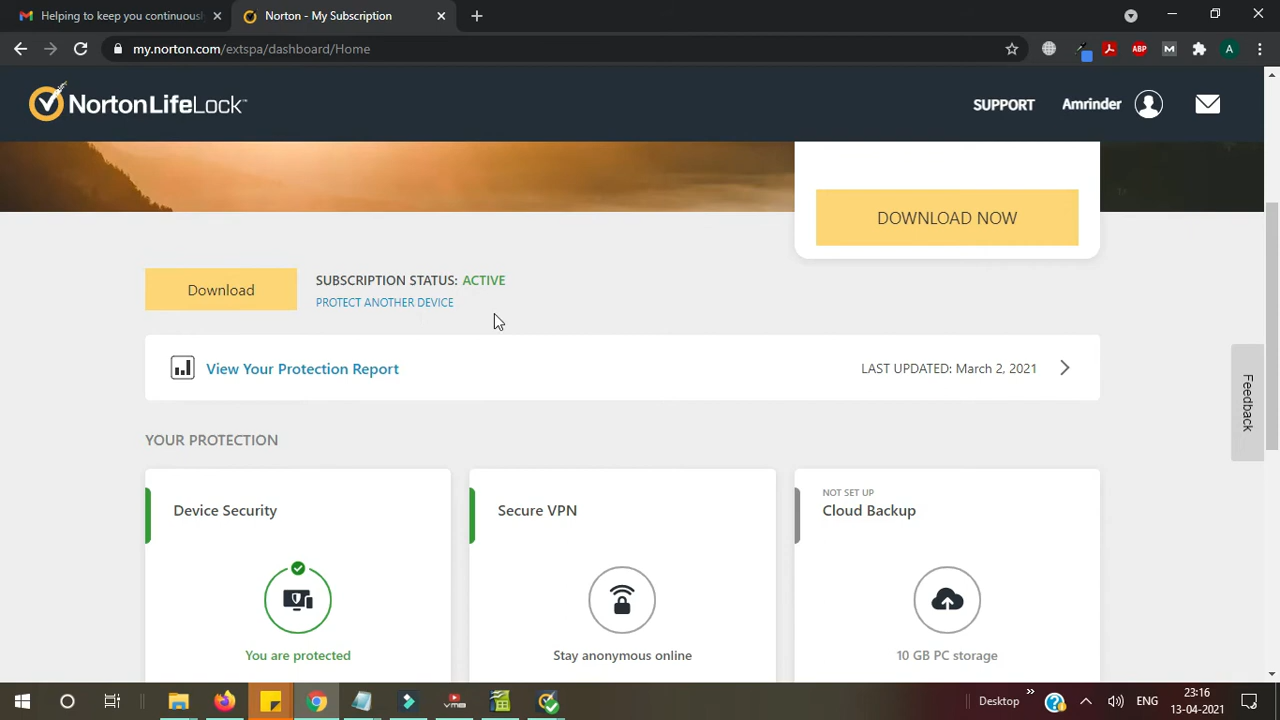 Helping to keep you continuous
Norton - My Subscription
my.norton.com/extspa/dashboard/Home
ABP
M
A
NortonLifeLock
SUPPORT
Amrinder
DOWNLOAD NOW
Download
SUBSCRIPTION STATUS: ACTIVE
PROTECT ANOTHER DEVICE
View Your Protection Report
LAST UPDATED: March 2, 2021
Feedback
YOUR PROTECTION
Device Security
Secure VPN
NOT SET UP
Cloud Backup
You are protected
Stay anonymous online
10 GB PC storage
Desktop
ENG
23:16
13-04-2021